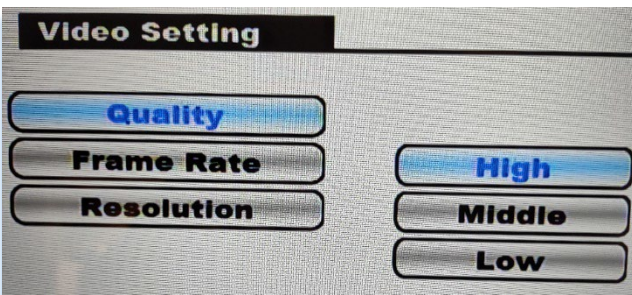 Video Setting
Quality
Frame Rate
Resolution
High
Middle
Low